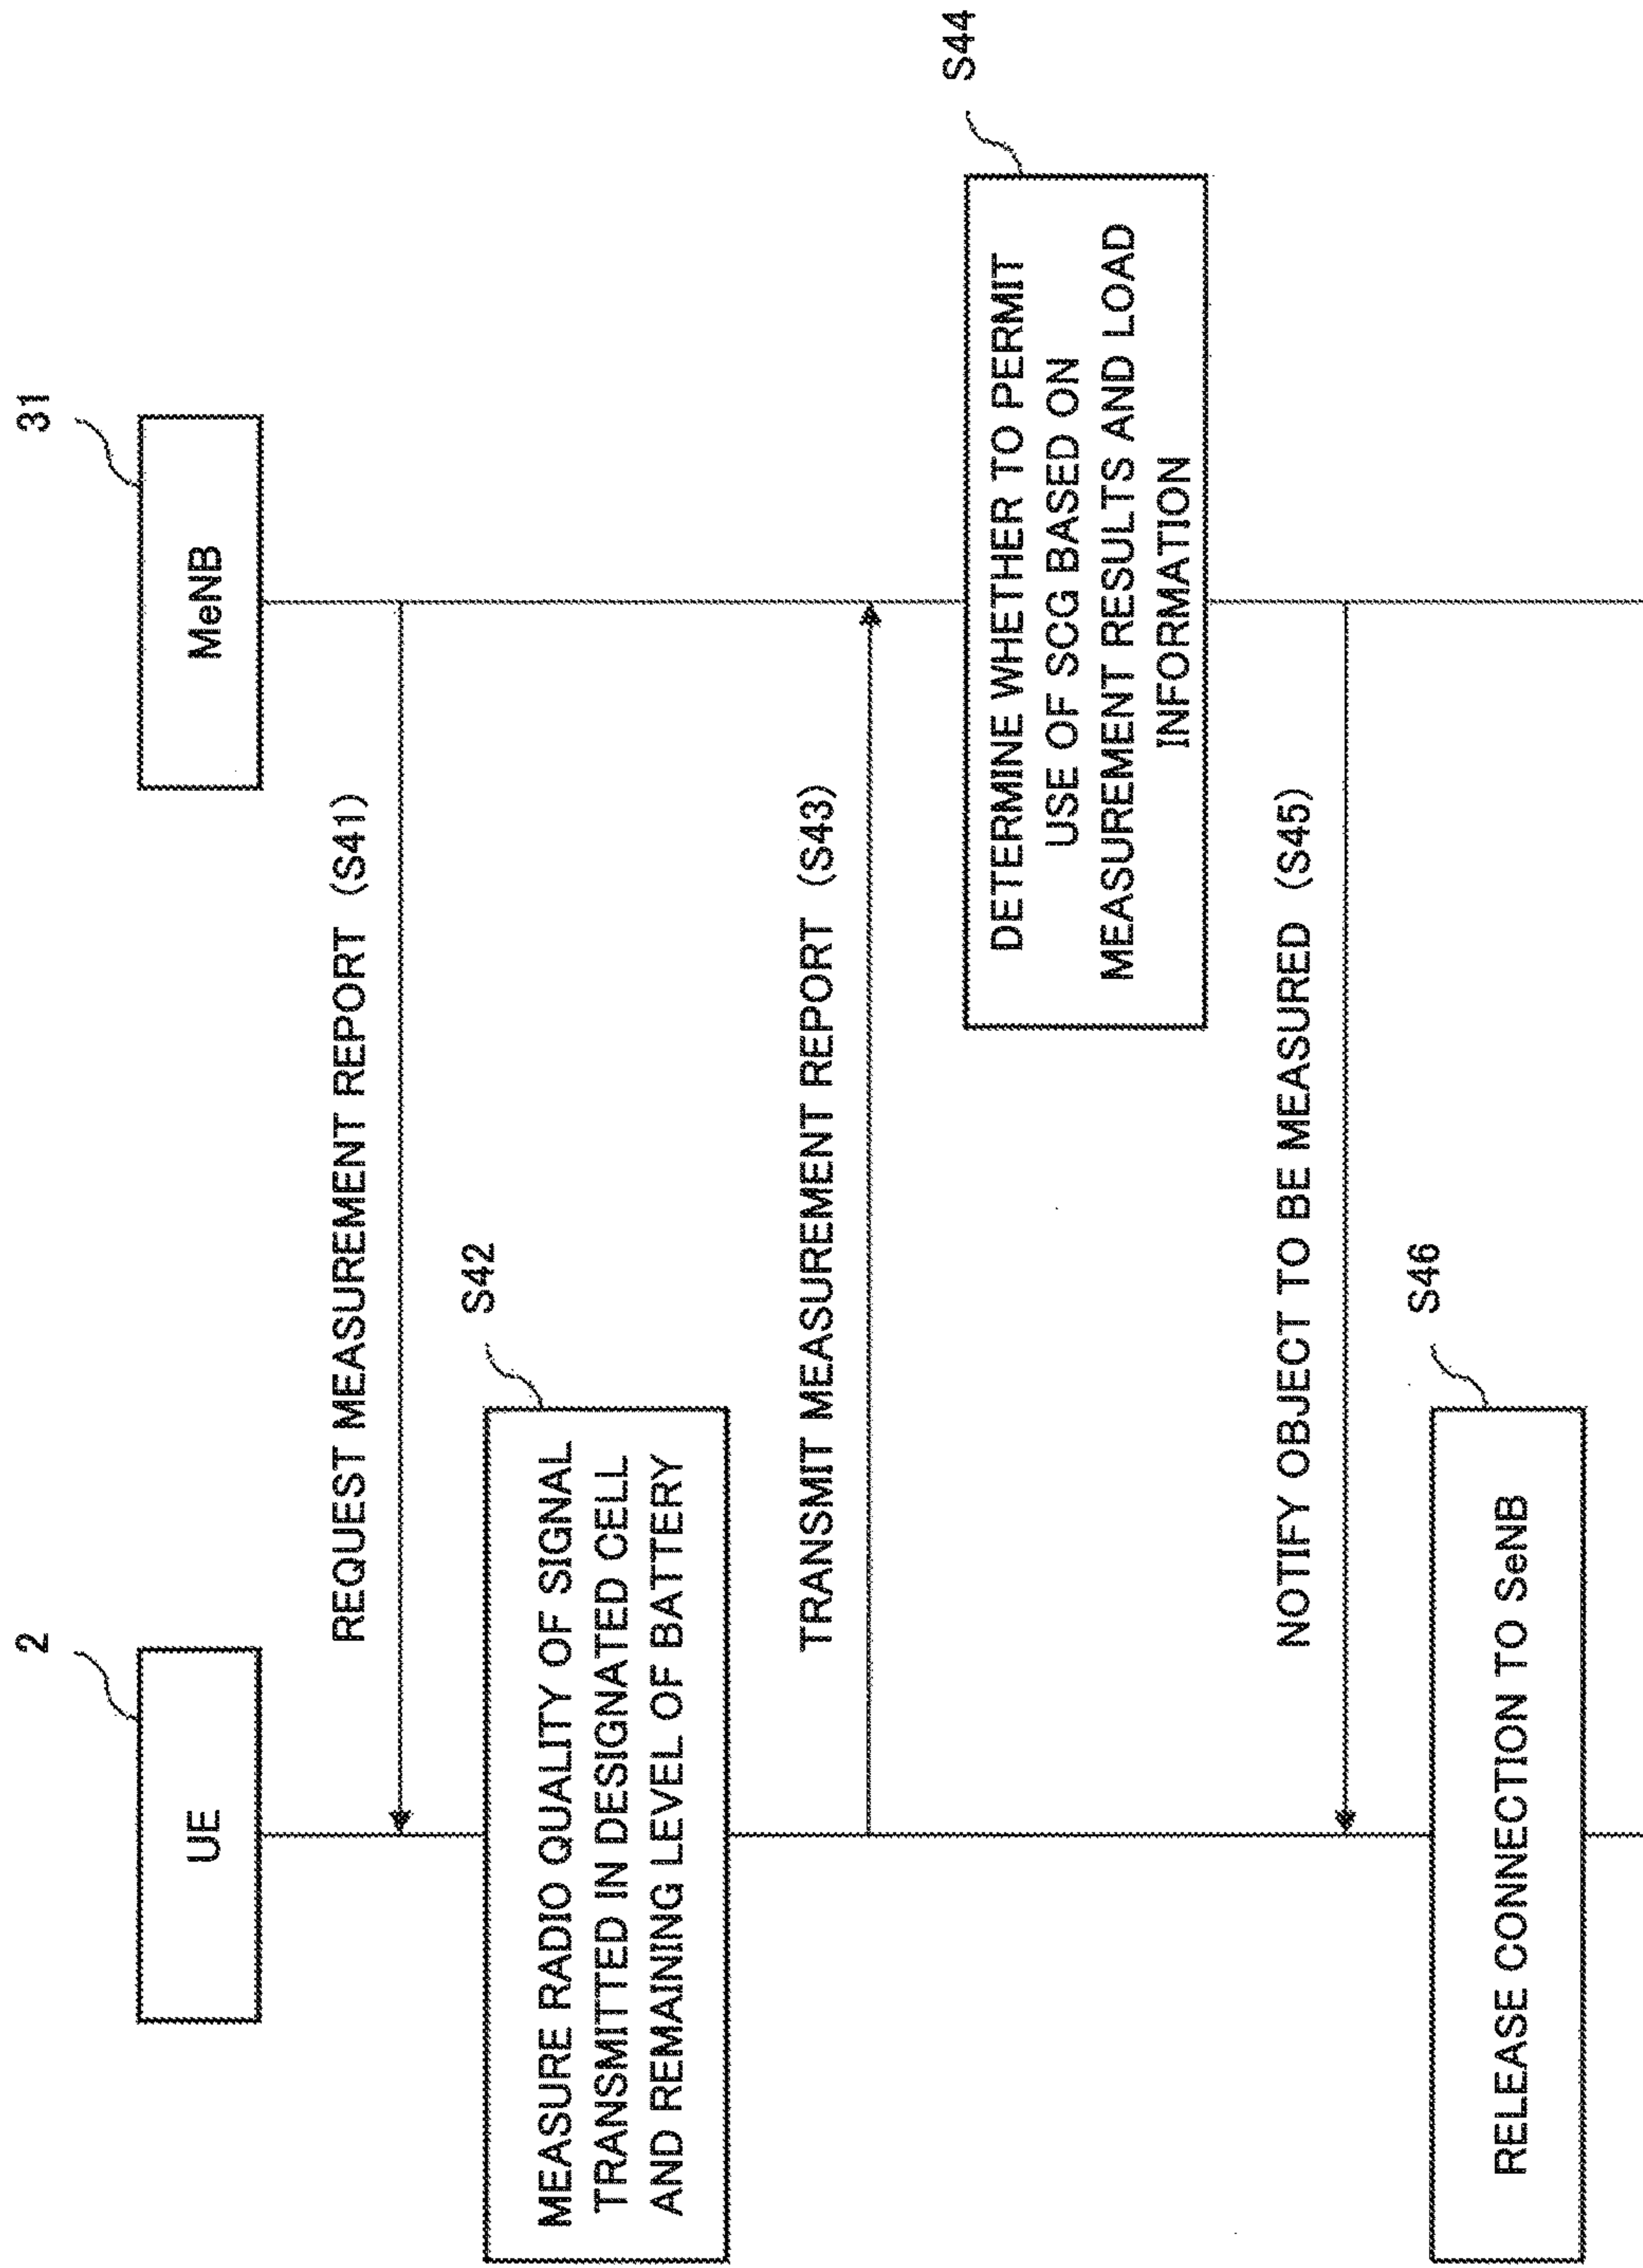 2
UE
31
MeNB
REQUEST MEASUREMENT REPORT (S41)
S42
MEASURE RADIO QUALITY OF SIGNAL
TRANSMITTED IN DESIGNATED CELL
AND REMAINING LEVEL OF BATTERY
TRANSMIT MEASUREMENT REPORT (S43)
S44
DETERMINE WHETHER TO PERMIT
USE OF SCG BASED ON
MEASUREMENT RESULTS AND LOAD
INFORMATION
NOTIFY OBJECT TO BE MEASURED (S45)
S46
RELEASE CONNECTION TO SeNB